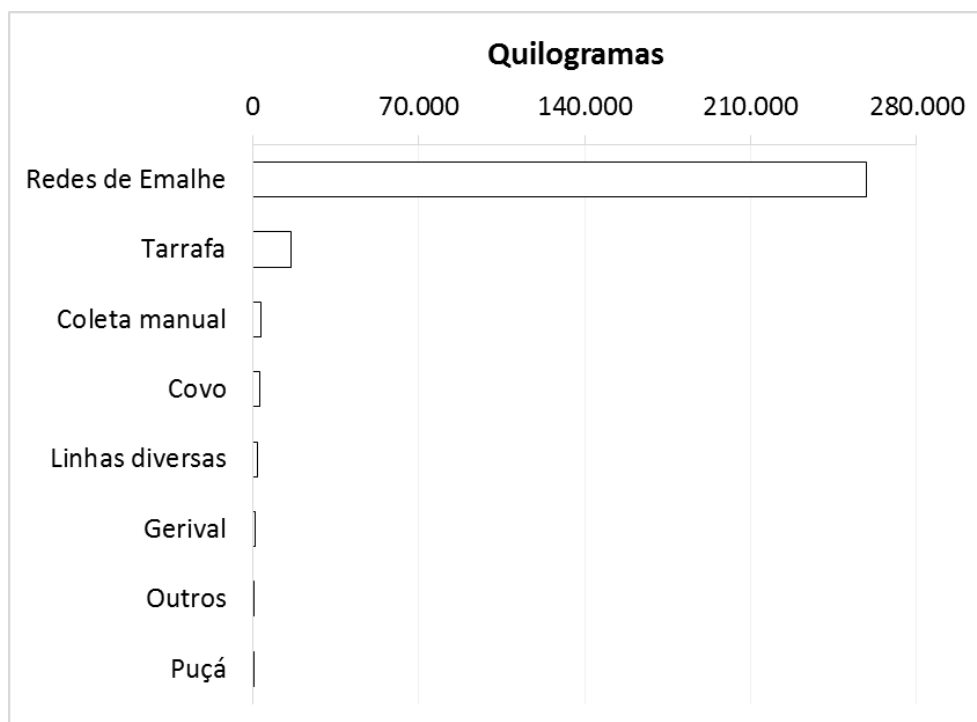 Quilogramas
0 70.000 140.000 210.000 280.000
Redes de Emalhe
Tarrafa
Coleta manual
Covo
Linhas diversas
Gerival
Outros
Puçá